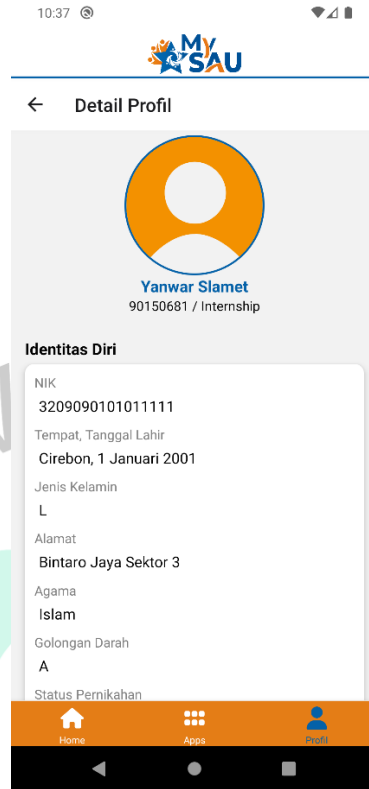 10:37
My
SAU
Detail Profil
Yanwar Slamet
90150681 / Internship
Identitas Diri
NIK
3209090101011111
Tempat, Tanggal Lahir
Cirebon, 1 Januari 2001
Jenis Kelamin
L
Alamat
Bintaro Jaya Sektor 3
Agama
Islam
Golongan Darah
A
Status Pernikahan
Home Apps Profil